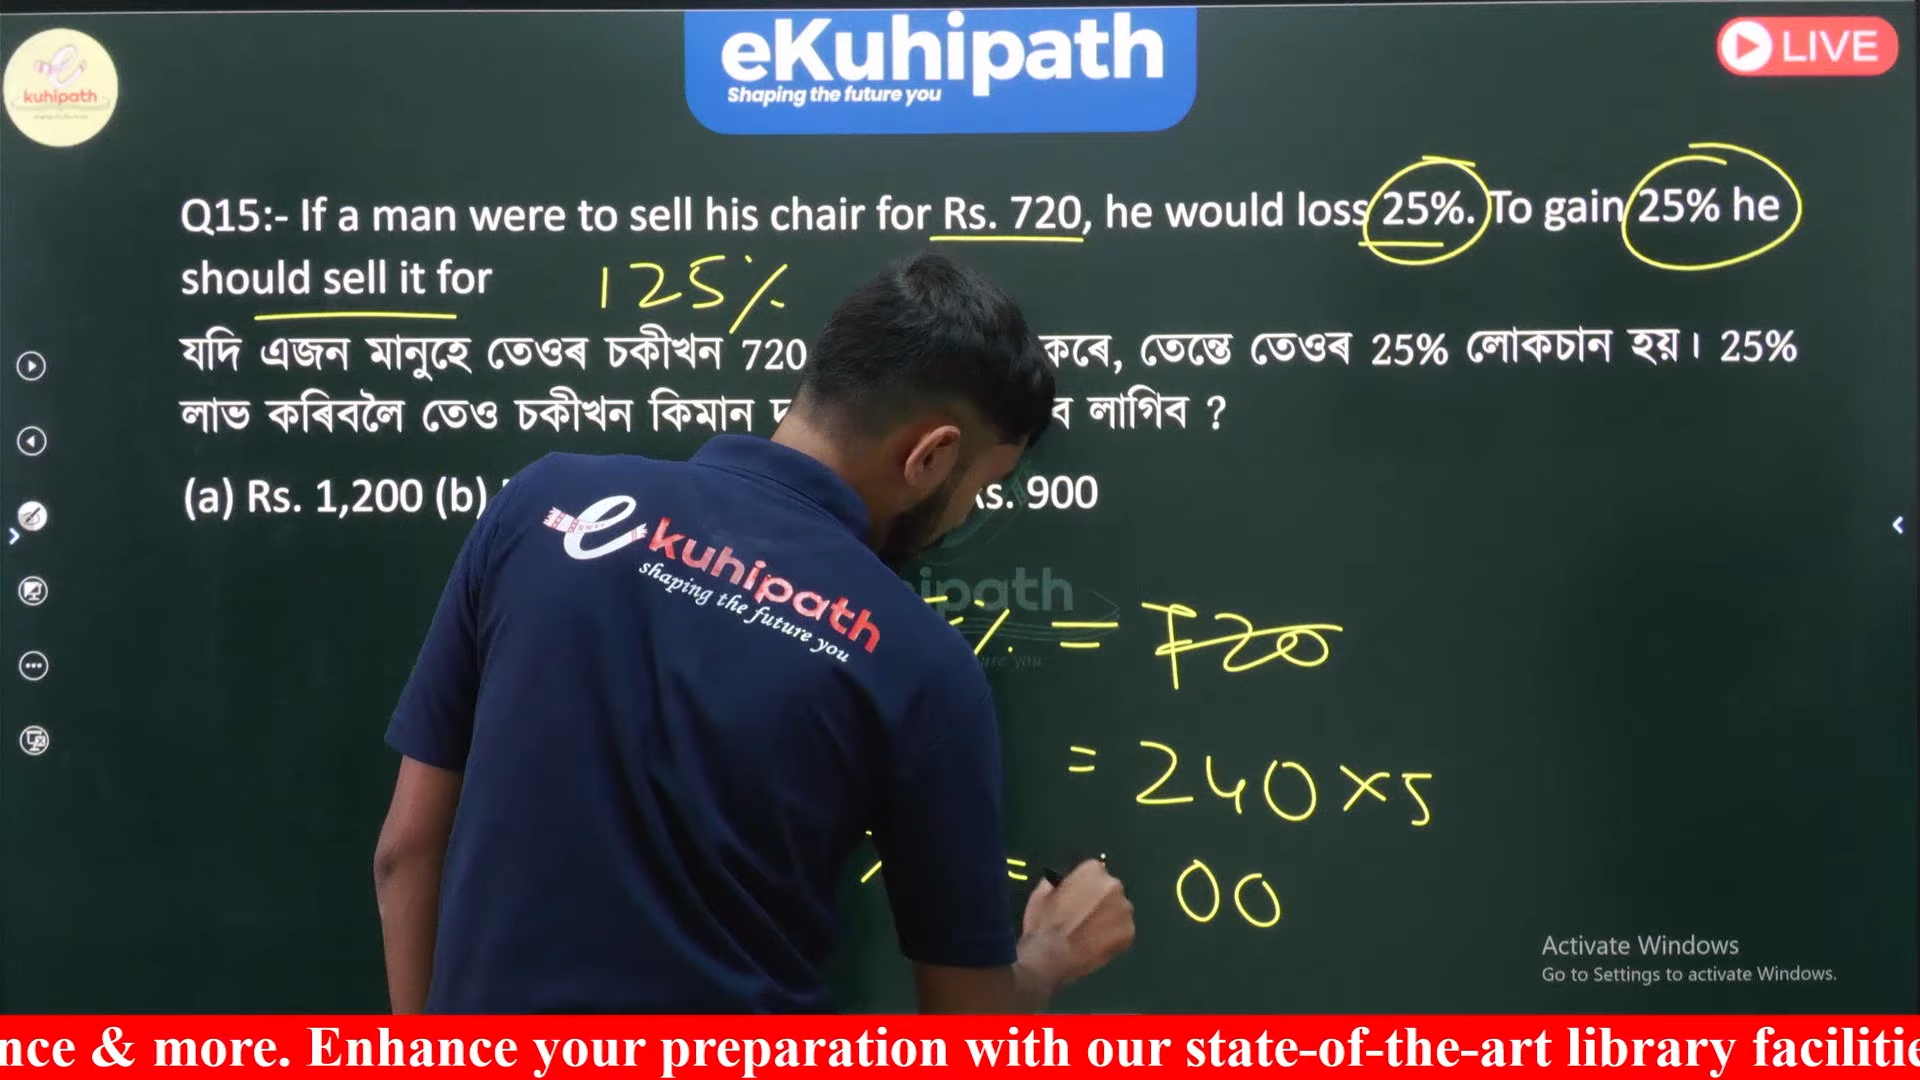 eKuhipath
Shaping the future you
LIVE
kuhipath
Q15:- If a man were to sell his chair for Rs. 720, he would loss 25%. To gain 25% he
should sell it for
125%
যদি এজন মানুহে তেওৰ চকীখন 720 কৰে, তেন্তে তেওৰ 25% লোকচান হয়। 25%
লাভ কৰিবলৈ তেও চকীখন কিমান লাগিব ?
(a) Rs. 1,200 (b) Rs. 900
% = 720
= 240 × 5
= 00
e kuhipath
shaping the future you
Activate Windows
Go to Settings to activate Windows.
nce & more. Enhance your preparation with our state-of-the-art library facilitie